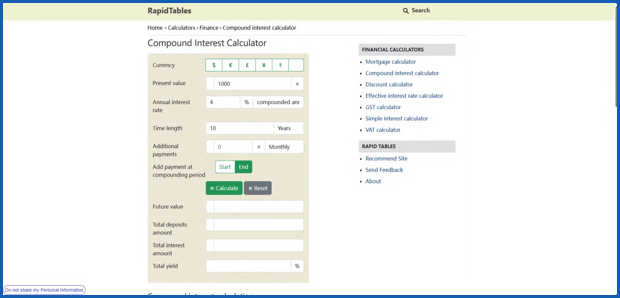 RapidTables
Search
Home › Calculators › Finance › Compound interest calculator
Compound Interest Calculator
Currency
$ € £ ¥ ₹
Present value
1000 ×
Annual interest rate
4 % compounded anr
Time length
10 Years
Additional payments
0 × Monthly
Add payment at compounding period
Start End
= Calculate × Reset
Future value
Total deposits amount
Total interest amount
Total yield
%
FINANCIAL CALCULATORS
Mortgage calculator
Compound interest calculator
Discount calculator
Effective interest rate calculator
GST calculator
Simple interest calculator
VAT calculator
RAPID TABLES
Recommend Site
Send Feedback
About
Do not share my Personal Information